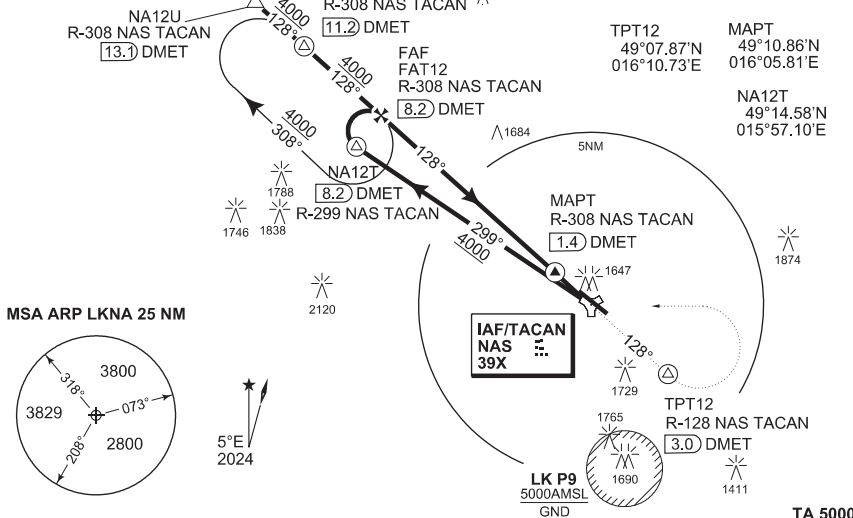 NA12U
R-308 NAS TACAN
13.1 DMET
4000
128°
R-308 NAS TACAN
11.2 DMET
4000
128°
FAF
FAT12
R-308 NAS TACAN
8.2 DMET
TPT12
49°07.87'N
016°10.73'E
MAPT
49°10.86'N
016°05.81'E
NA12T
49°14.58'N
015°57.10'E
4000
308°
128°
1684
5NM
NA12T
8.2 DMET
R-299 NAS TACAN
1788
1746
1838
299°
4000
MAPT
R-308 NAS TACAN
1.4 DMET
1647
1874
2120
MSA ARP LKNA 25 NM
3800
318°
073°
3829
2800
208°
5°E
2024
IAF/TACAN
NAS
39X
128°
1729
TPT12
R-128 NAS TACAN
3.0 DMET
1765
1690
1411
LK P9
5000AMSL
GND
TA 5000